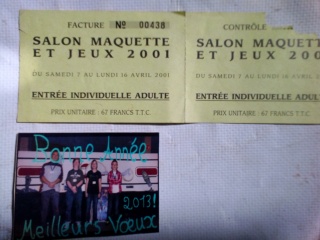 FACTURE No 00438
SALON MAQUETTE
ET JEUX 2001
DU SAMEDI 7 AU LUNDI 16 AVRIL 2001
ENTRÉE INDIVIDUELLE ADULTE
PRIX UNITAIRE : 67 FRANCS T.T.C.
CONTRÔLE
SALON MAQUETTE
ET JEUX 200
DU SAMEDI 7 AU LUNDI 16 AVRIL 2001
ENTRÉE INDIVIDUELLE ADULTE
PRIX UNITAIRE : 67 FRANCS T.T.C.
Bonne Année
2013!
Meilleurs Vœux